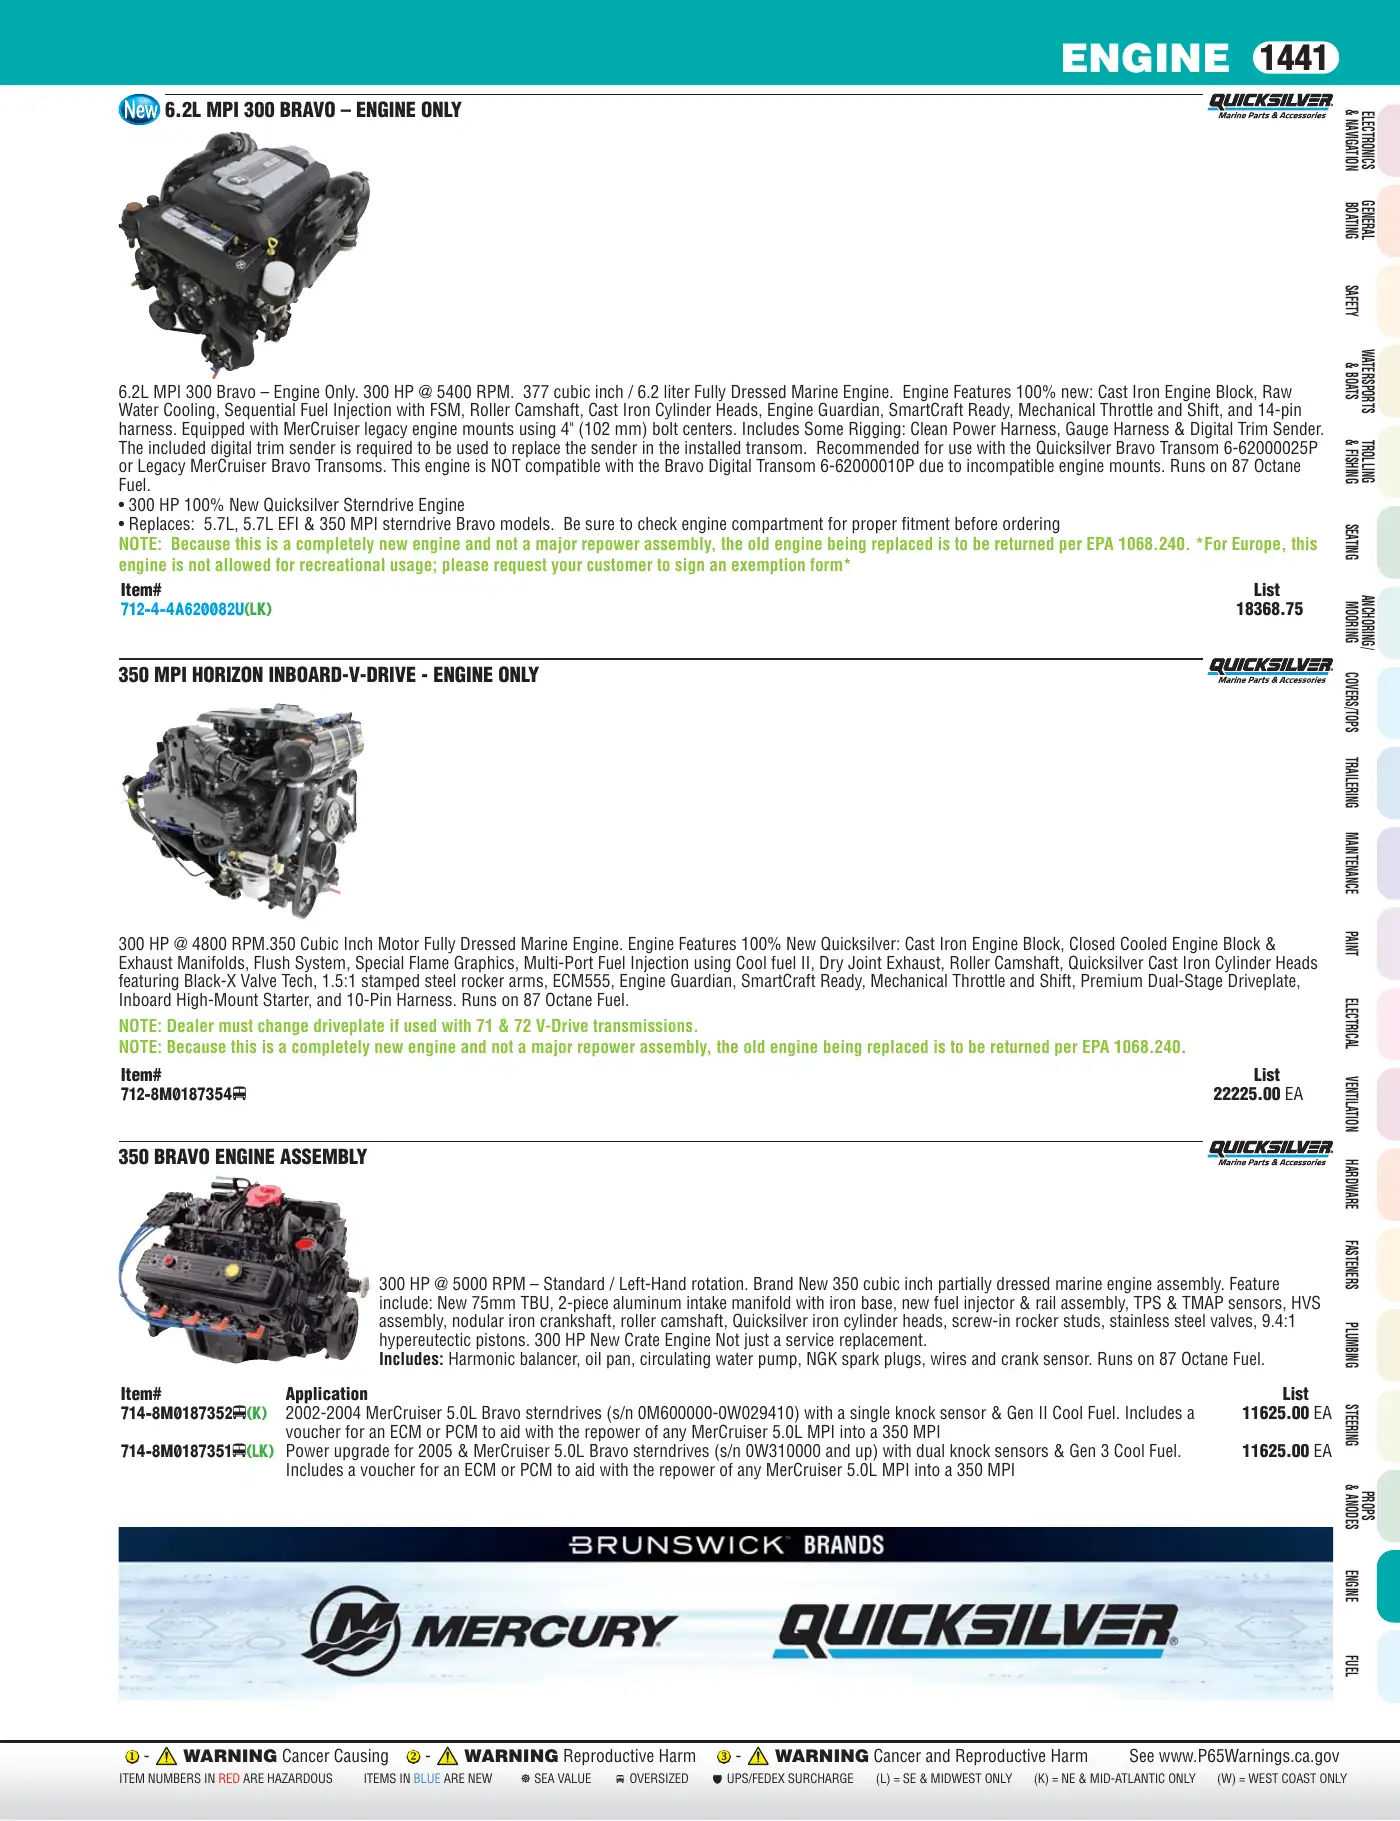 ENGINE 1441
New 6.2L MPI 300 BRAVO – ENGINE ONLY
QUICKSILVER
Marine Parts & Accessories
6.2L MPI 300 Bravo – Engine Only. 300 HP @ 5400 RPM.  377 cubic inch / 6.2 liter Fully Dressed Marine Engine.  Engine Features 100% new: Cast Iron Engine Block, Raw
Water Cooling, Sequential Fuel Injection with FSM, Roller Camshaft, Cast Iron Cylinder Heads, Engine Guardian, SmartCraft Ready, Mechanical Throttle and Shift, and 14-pin
harness. Equipped with MerCruiser legacy engine mounts using 4" (102 mm) bolt centers. Includes Some Rigging: Clean Power Harness, Gauge Harness & Digital Trim Sender.
The included digital trim sender is required to be used to replace the sender in the installed transom.  Recommended for use with the Quicksilver Bravo Transom 6-62000025P
or Legacy MerCruiser Bravo Transoms. This engine is NOT compatible with the Bravo Digital Transom 6-62000010P due to incompatible engine mounts. Runs on 87 Octane
Fuel.
• 300 HP 100% New Quicksilver Sterndrive Engine
• Replaces:  5.7L, 5.7L EFI & 350 MPI sterndrive Bravo models.  Be sure to check engine compartment for proper fitment before ordering
NOTE:  Because this is a completely new engine and not a major repower assembly, the old engine being replaced is to be returned per EPA 1068.240. *For Europe, this
engine is not allowed for recreational usage; please request your customer to sign an exemption form*
Item# List
712-4-4A620082U(LK) 18368.75
350 MPI HORIZON INBOARD-V-DRIVE - ENGINE ONLY
QUICKSILVER
Marine Parts & Accessories
300 HP @ 4800 RPM.350 Cubic Inch Motor Fully Dressed Marine Engine. Engine Features 100% New Quicksilver: Cast Iron Engine Block, Closed Cooled Engine Block &
Exhaust Manifolds, Flush System, Special Flame Graphics, Multi-Port Fuel Injection using Cool fuel II, Dry Joint Exhaust, Roller Camshaft, Quicksilver Cast Iron Cylinder Heads
featuring Black-X Valve Tech, 1.5:1 stamped steel rocker arms, ECM555, Engine Guardian, SmartCraft Ready, Mechanical Throttle and Shift, Premium Dual-Stage Driveplate,
Inboard High-Mount Starter, and 10-Pin Harness. Runs on 87 Octane Fuel.
NOTE: Dealer must change driveplate if used with 71 & 72 V-Drive transmissions.
NOTE: Because this is a completely new engine and not a major repower assembly, the old engine being replaced is to be returned per EPA 1068.240.
Item# List
712-8M0187354 22225.00 EA
350 BRAVO ENGINE ASSEMBLY
QUICKSILVER
Marine Parts & Accessories
300 HP @ 5000 RPM – Standard / Left-Hand rotation. Brand New 350 cubic inch partially dressed marine engine assembly. Feature
include: New 75mm TBU, 2-piece aluminum intake manifold with iron base, new fuel injector & rail assembly, TPS & TMAP sensors, HVS
assembly, nodular iron crankshaft, roller camshaft, Quicksilver iron cylinder heads, screw-in rocker studs, stainless steel valves, 9.4:1
hypereutectic pistons. 300 HP New Crate Engine Not just a service replacement.
Includes: Harmonic balancer, oil pan, circulating water pump, NGK spark plugs, wires and crank sensor. Runs on 87 Octane Fuel.
Item# Application List
714-8M0187352(K) 2002-2004 MerCruiser 5.0L Bravo sterndrives (s/n 0M600000-0W029410) with a single knock sensor & Gen II Cool Fuel. Includes a 11625.00 EA
voucher for an ECM or PCM to aid with the repower of any MerCruiser 5.0L MPI into a 350 MPI
714-8M0187351(LK) Power upgrade for 2005 & MerCruiser 5.0L Bravo sterndrives (s/n 0W310000 and up) with dual knock sensors & Gen 3 Cool Fuel. 11625.00 EA
Includes a voucher for an ECM or PCM to aid with the repower of any MerCruiser 5.0L MPI into a 350 MPI
BRUNSWICK™ BRANDS
MERCURY QUICKSILVER®
ELECTRONICS
& NAVIGATION
GENERAL
BOATING
SAFETY
WATERSPORTS
& BOATS
TROLLING
& FISHING
SEATING
ANCHORING/
MOORING
COVERS/TOPS
TRAILERING
MAINTENANCE
PAINT
ELECTRICAL
VENTILATION
HARDWARE
FASTENERS
PLUMBING
STEERING
PROPS
& ANODES
ENGINE
FUEL
1 - WARNING Cancer Causing 2 - WARNING Reproductive Harm 3 - WARNING Cancer and Reproductive Harm See www.P65Warnings.ca.gov
ITEM NUMBERS IN RED ARE HAZARDOUS ITEMS IN BLUE ARE NEW SEA VALUE OVERSIZED UPS/FEDEX SURCHARGE (L) = SE & MIDWEST ONLY (K) = NE & MID-ATLANTIC ONLY (W) = WEST COAST ONLY